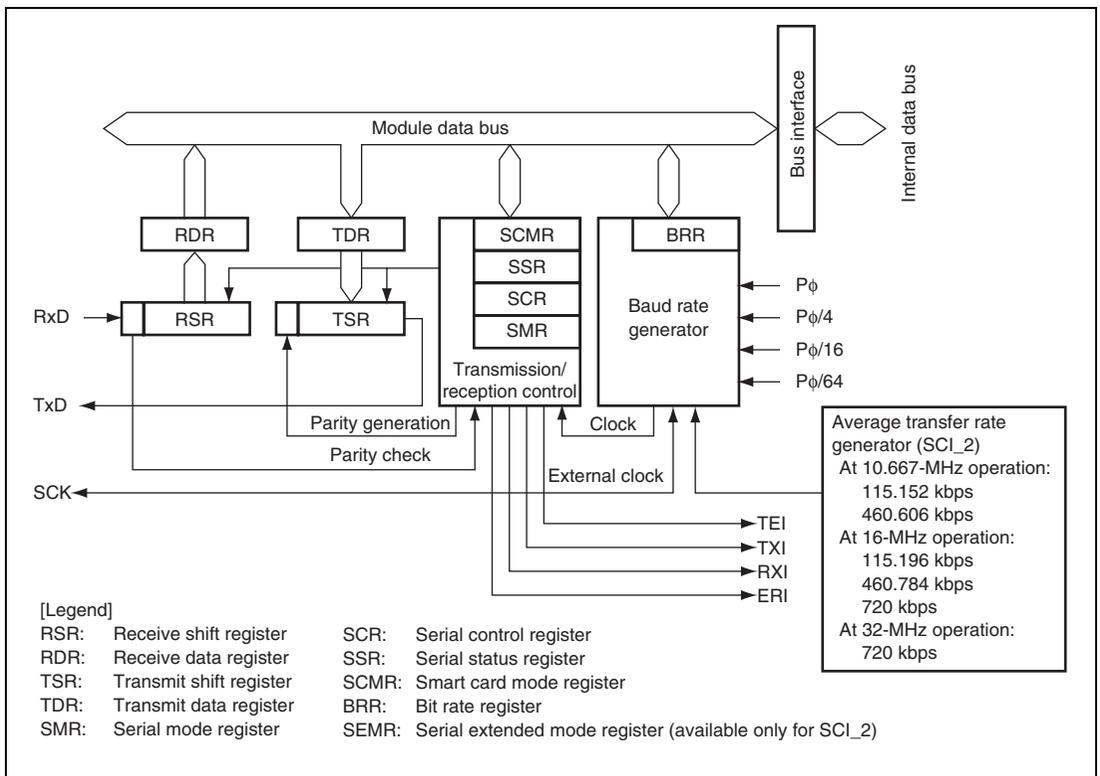 Module data bus
Bus interface
Internal data bus
RDR
TDR
SCMR
BRR
SSR
SCR
SMR
RxD
RSR
TSR
Baud rate
generator
Pϕ
Pϕ/4
Pϕ/16
Pϕ/64
Transmission/
reception control
TxD
Parity generation
Clock
Parity check
External clock
SCK
TEI
TXI
RXI
ERI
Average transfer rate
generator (SCI_2)
At 10.667-MHz operation:
115.152 kbps
460.606 kbps
At 16-MHz operation:
115.196 kbps
460.784 kbps
720 kbps
At 32-MHz operation:
720 kbps
[Legend]
RSR: Receive shift register
RDR: Receive data register
TSR: Transmit shift register
TDR: Transmit data register
SMR: Serial mode register
SCR: Serial control register
SSR: Serial status register
SCMR: Smart card mode register
BRR: Bit rate register
SEMR: Serial extended mode register (available only for SCI_2)